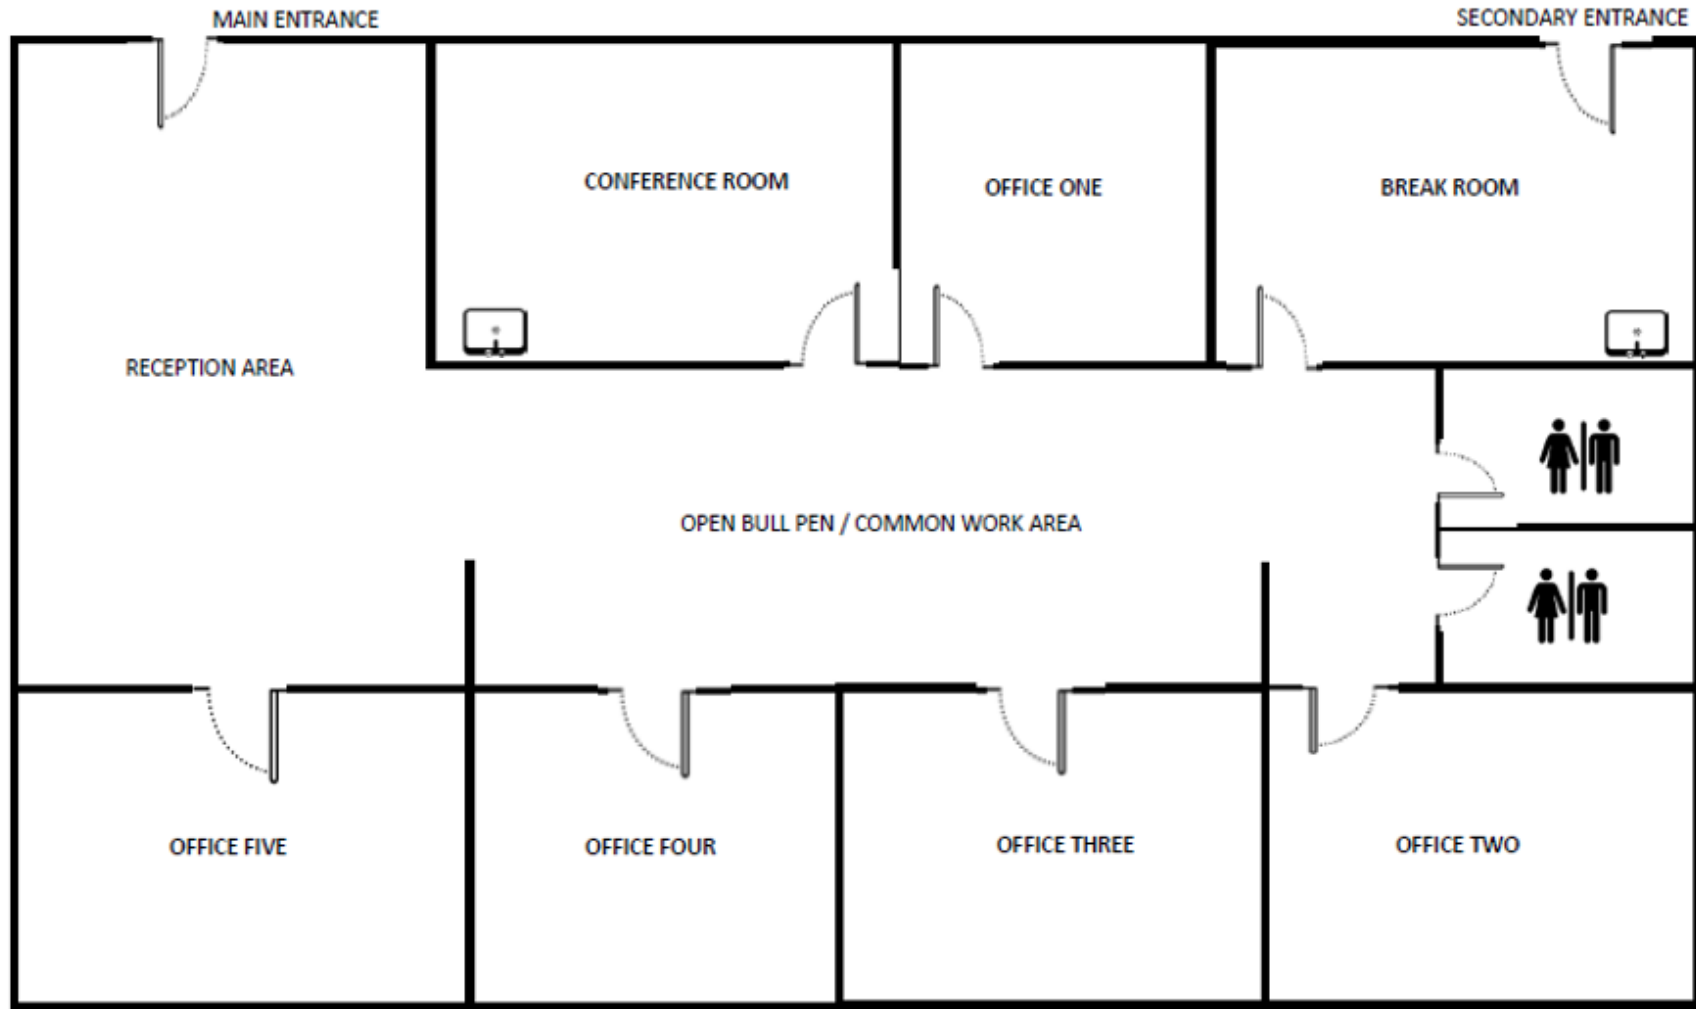 MAIN ENTRANCE
SECONDARY ENTRANCE
CONFERENCE ROOM
OFFICE ONE
BREAK ROOM
RECEPTION AREA
OPEN BULL PEN / COMMON WORK AREA
OFFICE FIVE
OFFICE FOUR
OFFICE THREE
OFFICE TWO